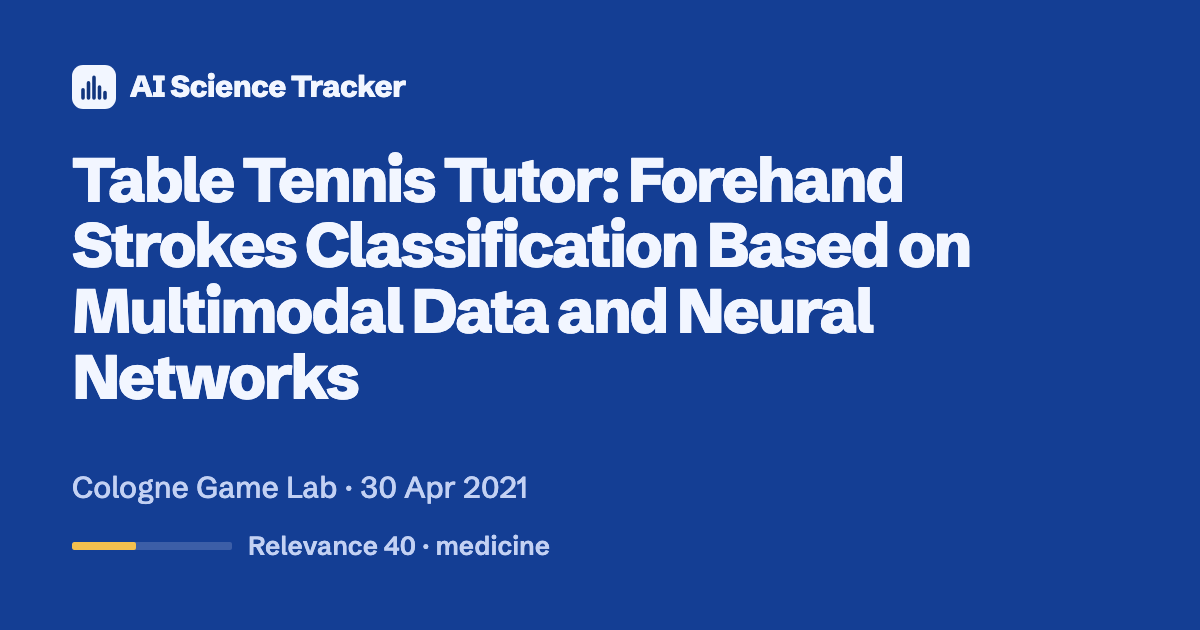 AI Science Tracker
Table Tennis Tutor: Forehand
Strokes Classification Based on
Multimodal Data and Neural
Networks
Cologne Game Lab · 30 Apr 2021
Relevance 40 · medicine